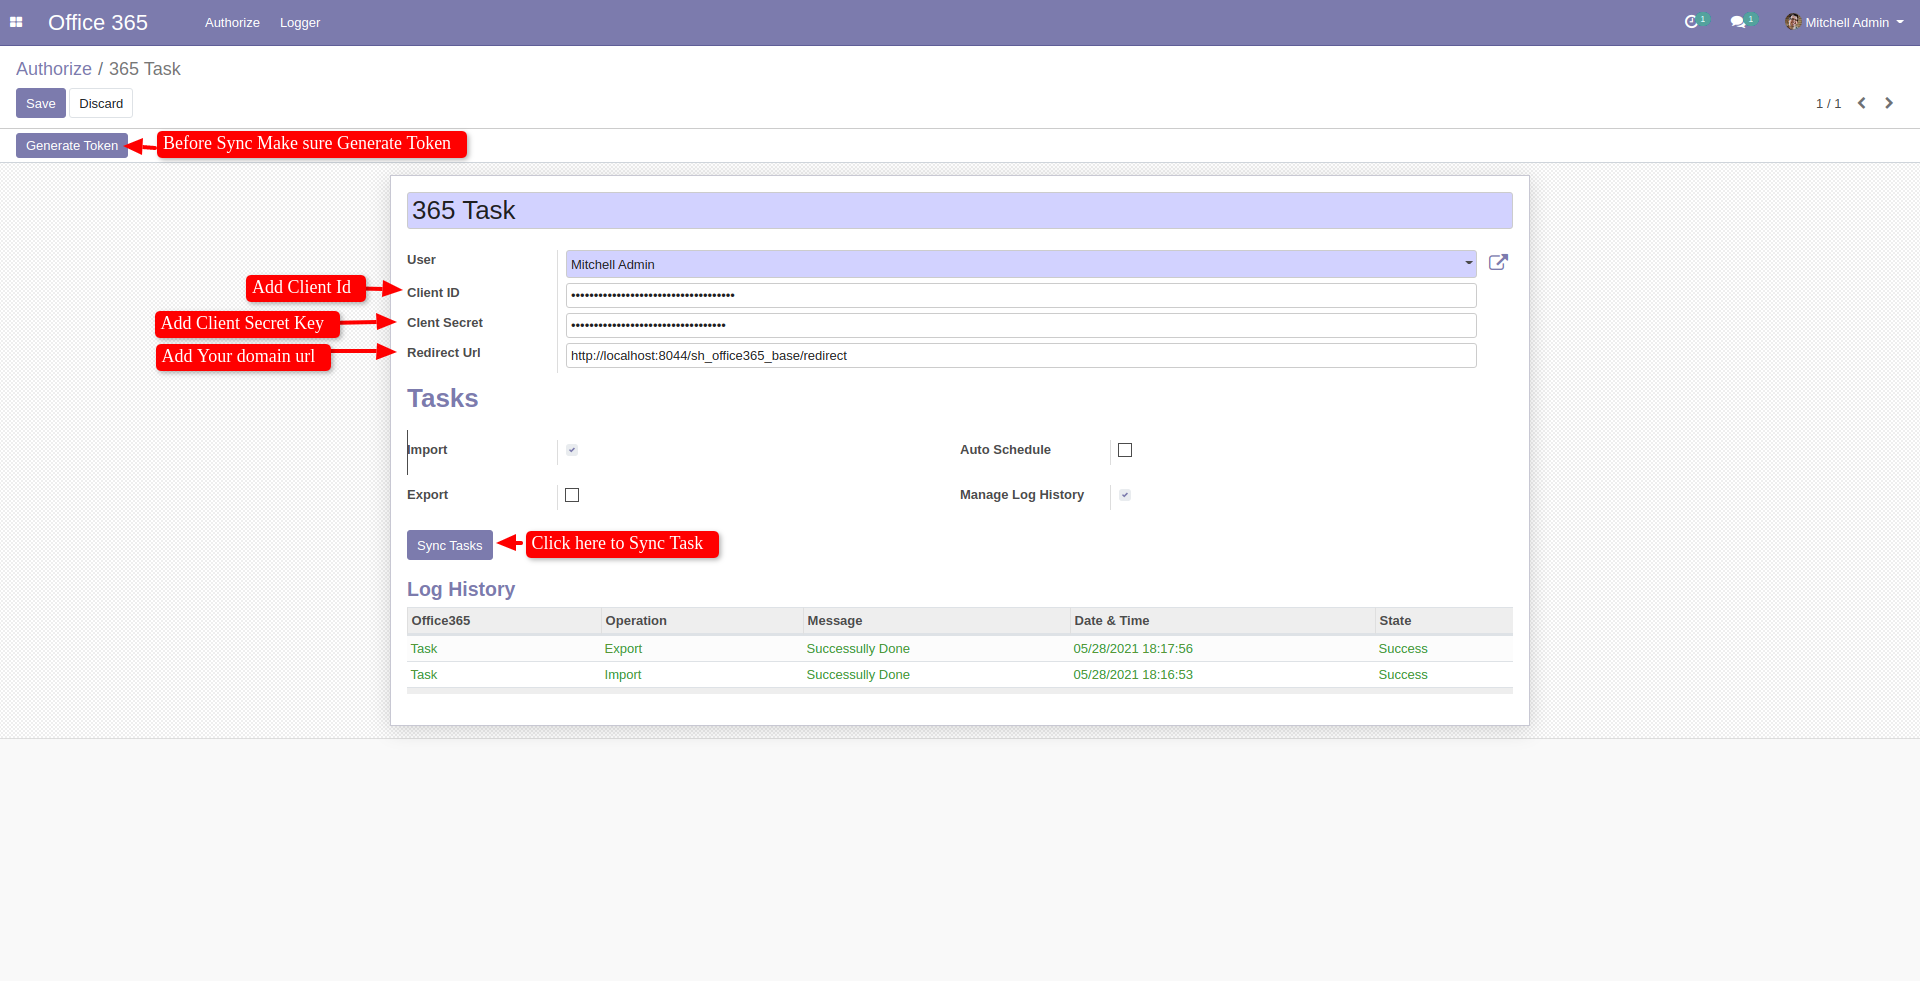 Office 365 Authorize Logger 1 1 Mitchell Admin
Authorize / 365 Task
Save Discard 1 / 1
Generate Token Before Sync Make sure Generate Token
365 Task
User Mitchell Admin
Add Client Id Client ID ••••••••••••••••••••••••••••••••••••
Add Client Secret Key Clent Secret ••••••••••••••••••••••••••••••••••
Add Your domain url Redirect Url http://localhost:8044/sh_office365_base/redirect
Tasks
Import Auto Schedule
Export Manage Log History
Sync Tasks Click here to Sync Task
Log History
Office365 Operation Message Date & Time State
Task Export Successully Done 05/28/2021 18:17:56 Success
Task Import Successully Done 05/28/2021 18:16:53 Success